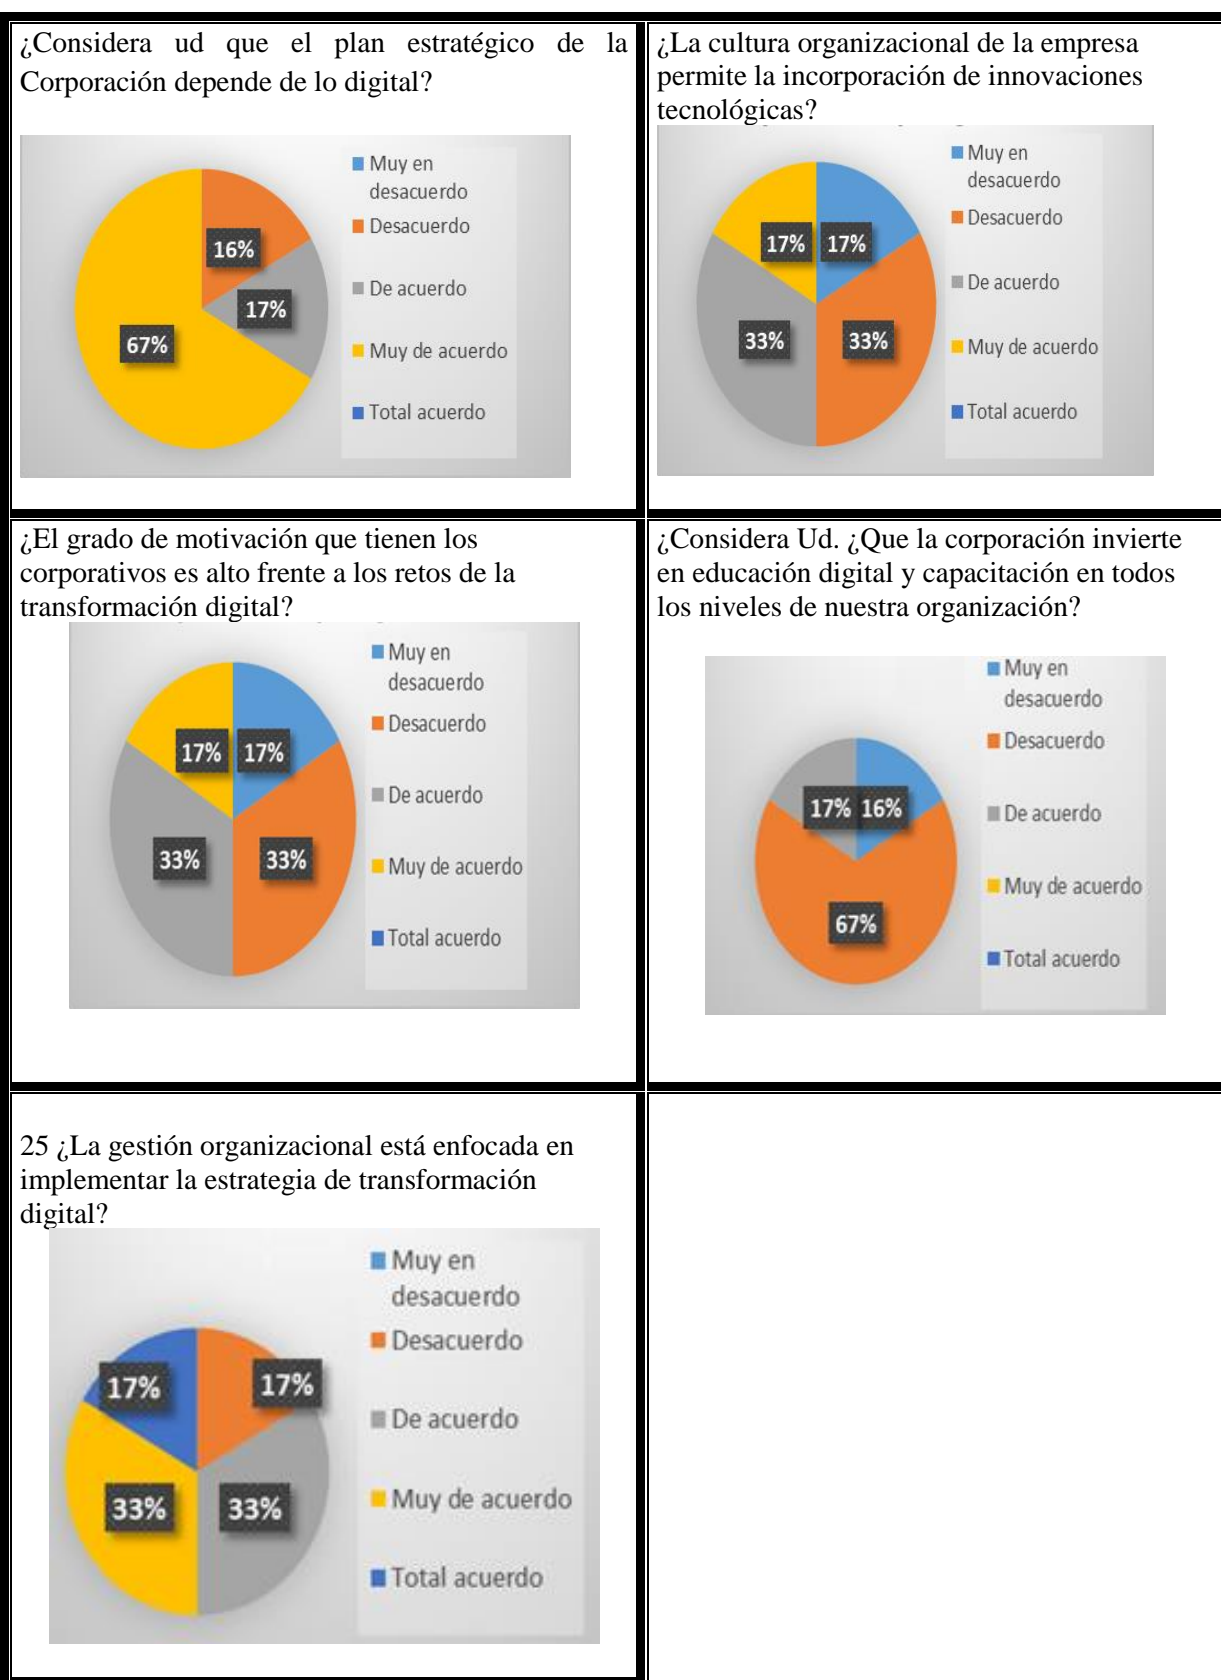 ¿Considera ud que el plan estratégico de la
Corporación depende de lo digital?
Muy en
desacuerdo
Desacuerdo
De acuerdo
Muy de acuerdo
Total acuerdo
16%
17%
67%
¿La cultura organizacional de la empresa
permite la incorporación de innovaciones
tecnológicas?
Muy en
desacuerdo
Desacuerdo
De acuerdo
Muy de acuerdo
Total acuerdo
17% 17%
33% 33%
¿El grado de motivación que tienen los
corporativos es alto frente a los retos de la
transformación digital?
Muy en
desacuerdo
Desacuerdo
De acuerdo
Muy de acuerdo
Total acuerdo
17% 17%
33% 33%
¿Considera Ud. ¿Que la corporación invierte
en educación digital y capacitación en todos
los niveles de nuestra organización?
Muy en
desacuerdo
Desacuerdo
De acuerdo
Muy de acuerdo
Total acuerdo
17% 16%
67%
25 ¿La gestión organizacional está enfocada en
implementar la estrategia de transformación
digital?
Muy en
desacuerdo
Desacuerdo
De acuerdo
Muy de acuerdo
Total acuerdo
17% 17%
33% 33%